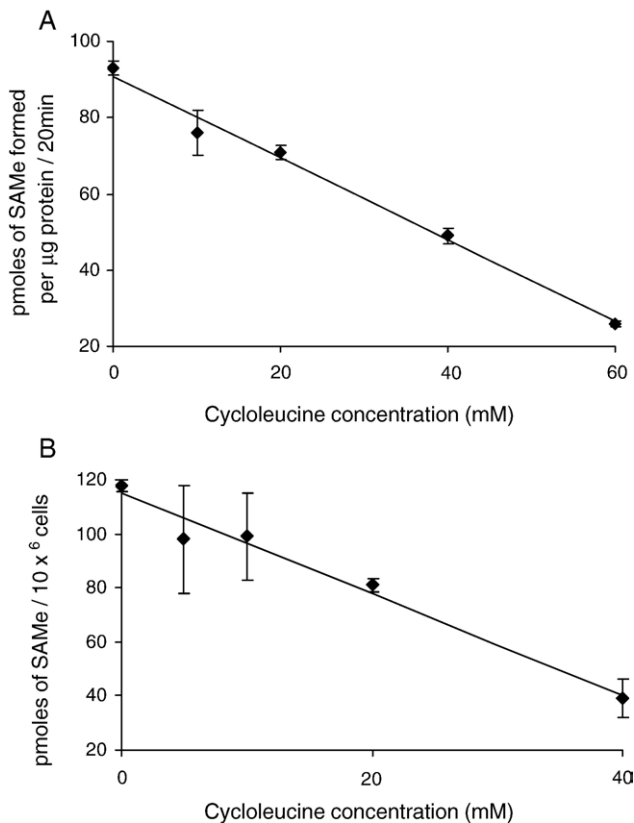 A
pmoles of SAMe formed
per μg protein / 20min
100
80
60
40
20
0
20
40
60
Cycloleucine concentration (mM)
B
pmoles of SAMe / 10 x 6 cells
120
100
80
60
40
20
0
20
40
Cycloleucine concentration (mM)